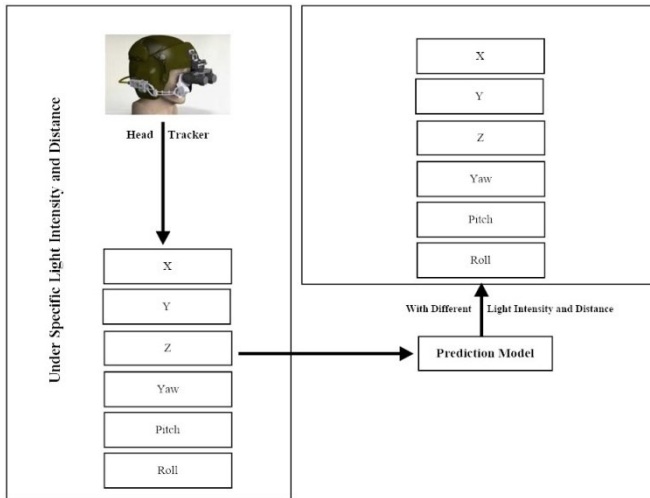 Under Specific Light Intensity and Distance
Head Tracker
X
Y
Z
Yaw
Pitch
Roll
X
Y
Z
Yaw
Pitch
Roll
With Different Light Intensity and Distance
Prediction Model